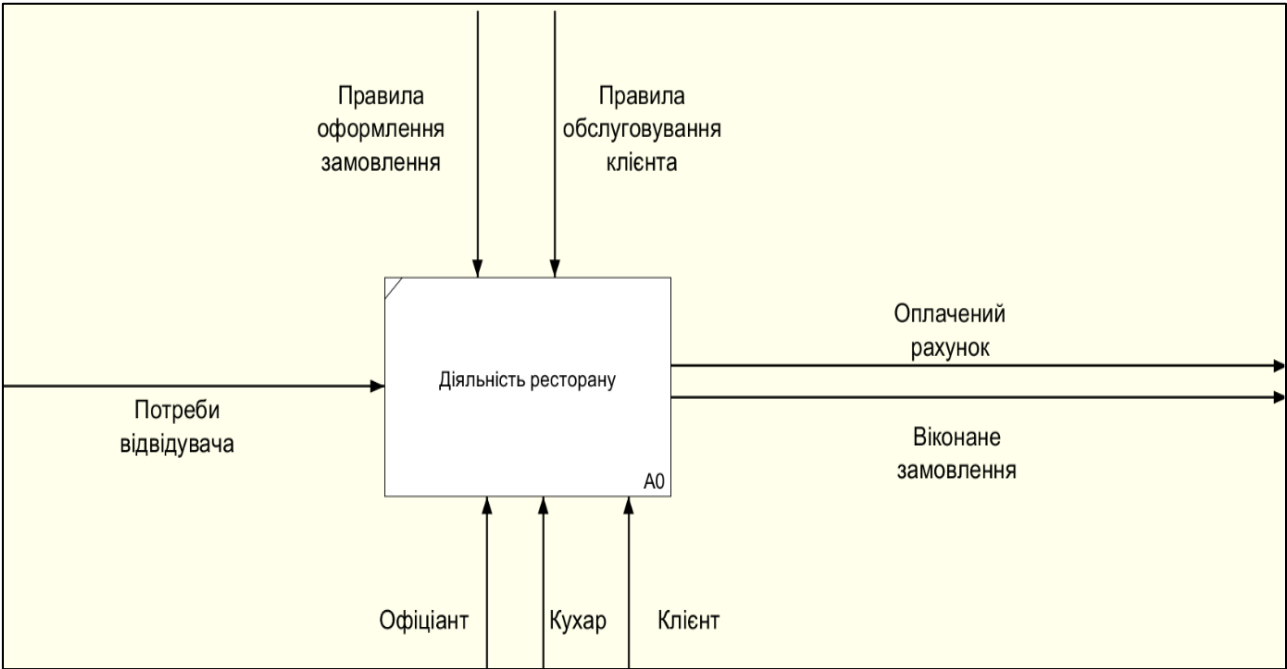 Правила
оформлення
замовлення
Правила
обслуговування
клієнта
Оплачений
рахунок
Діяльність ресторану
Потреби
відвідувача
Віконане
замовлення
A0
Офіціант
Кухар
Клієнт